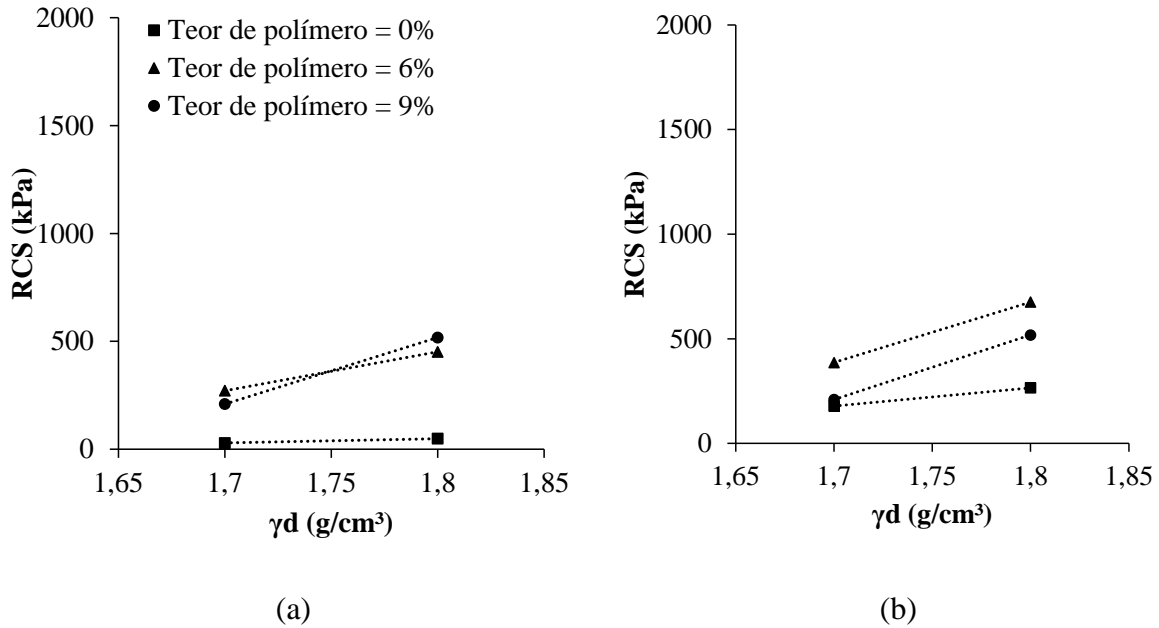 2000
1500
1000
500
0
RCS (kPa)
Teor de polímero = 0%
Teor de polímero = 6%
Teor de polímero = 9%
1,65 1,7 1,75 1,8 1,85
γd (g/cm³)
(a)
2000
1500
1000
500
0
RCS (kPa)
1,65 1,7 1,75 1,8 1,85
γd (g/cm³)
(b)